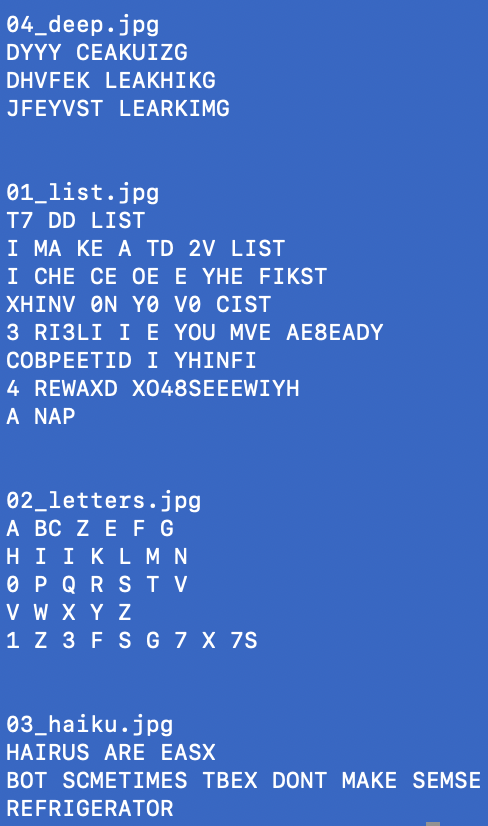 04_deep.jpg
DYYY CEAKUIZG
DHVFEK LEAKHIKG
JFEYVST LEARKIMG
01_list.jpg
T7 DD LIST
I MA KE A TD 2V LIST
I CHE CE OE E YHE FIKST
XHINV 0N Y0 V0 CIST
3 RI3LI I E YOU MVE AE8EADY
COBPEETID I YHINFI
4 REWAXD XO48SEEEWIYH
A NAP
02_letters.jpg
A BC Z E F G
H I I K L M N
0 P Q R S T V
V W X Y Z
1 Z 3 F S G 7 X 7S
03_haiku.jpg
HAIRUS ARE EASX
BOT SCMETIMES TBEX DONT MAKE SEMSE
REFRIGERATOR